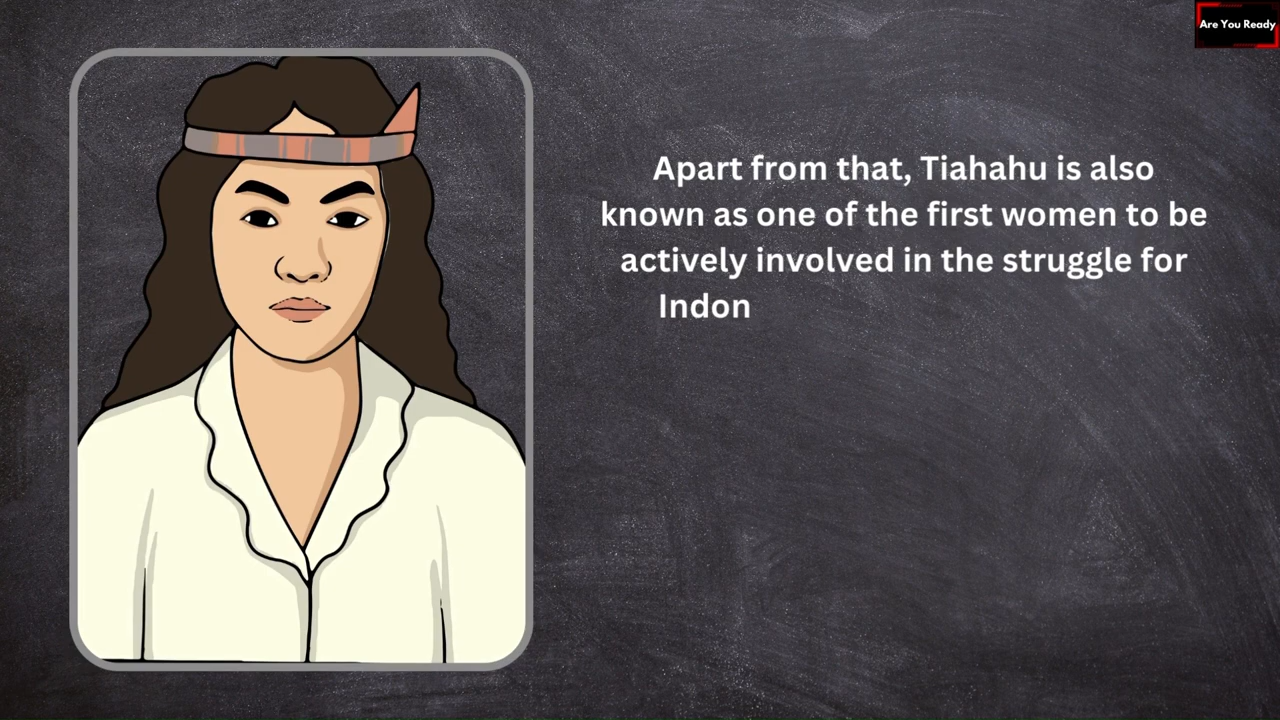 Are You Ready
Apart from that, Tiahahu is also
known as one of the first women to be
actively involved in the struggle for
Indon